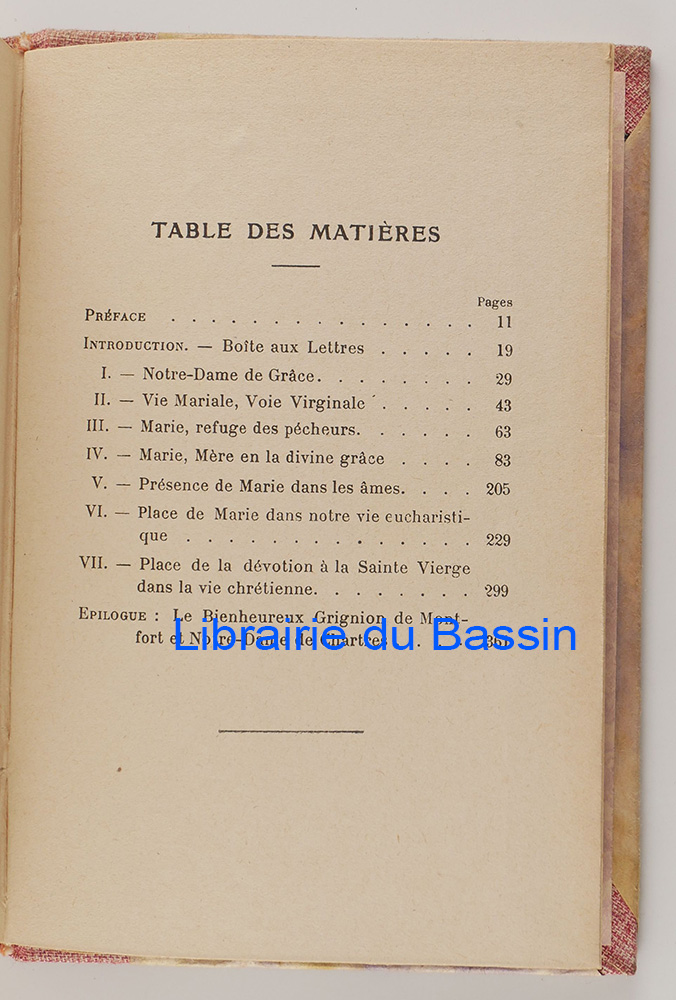 TABLE DES MATIÈRES
Pages
PRÉFACE . . . . . . . . . . . . . . . 11
INTRODUCTION. — Boîte aux Lettres . . . . . 19
I. — Notre-Dame de Grâce. . . . . . . . 29
II. — Vie Mariale, Voie Virginale . . . . . 43
III. — Marie, refuge des pécheurs. . . . . . 63
IV. — Marie, Mère en la divine grâce . . . . 83
V. — Présence de Marie dans les âmes. . . . 205
VI. — Place de Marie dans notre vie eucharisti-
que . . . . . . . . . . . 229
VII. — Place de la dévotion à la Sainte Vierge
dans la vie chrétienne. . . . . . . 299
EPILOGUE : Le Bienheureux Grignion de Mont-
fort et Notre-Dame de Chartres . . . 361
Librairie du Bassin